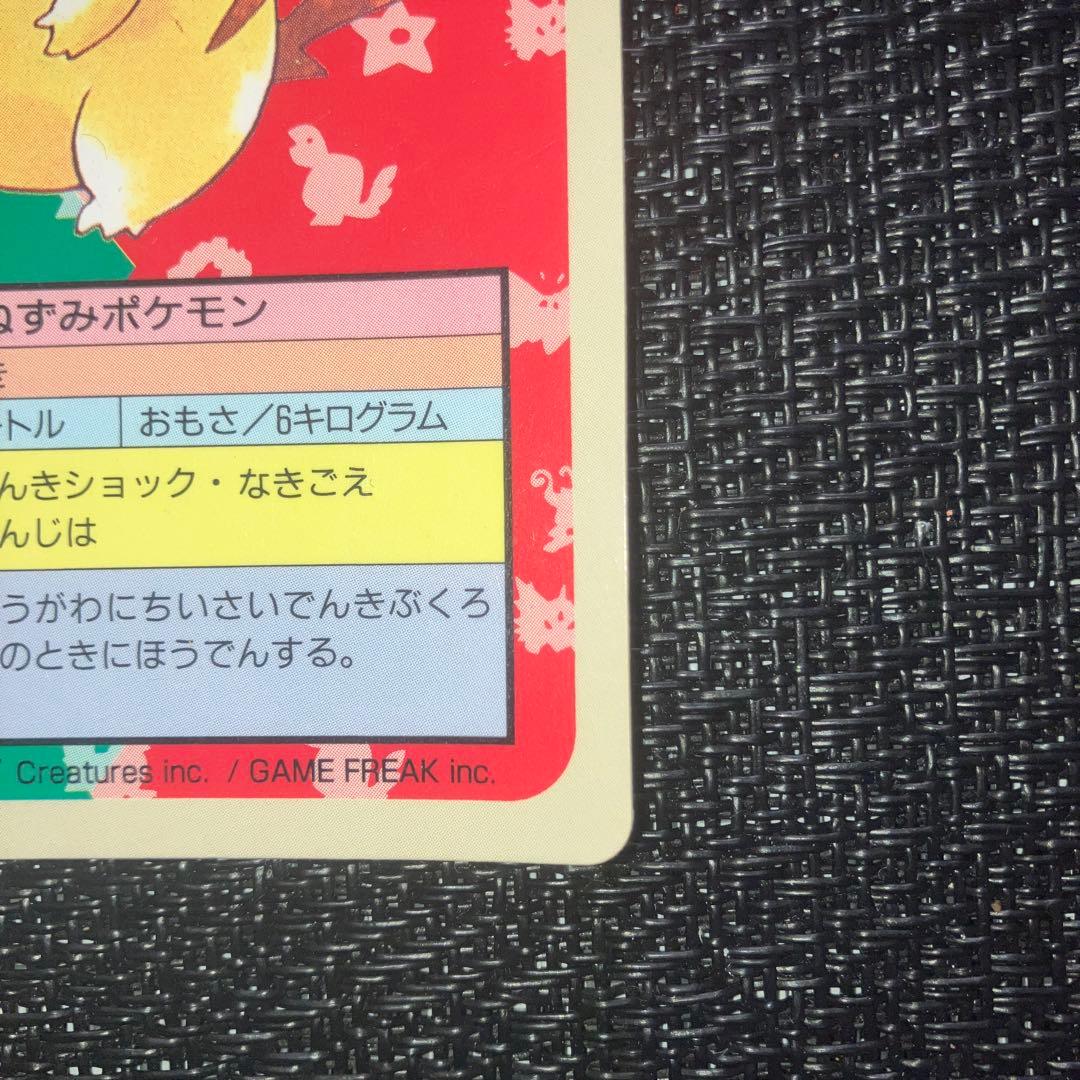 ねずみポケモン
き
トル おもさ/6キログラム
んきショック・なきごえ
んじは
うがわにちいさいでんきぶくろ
のときにほうでんする。
/ Creatures inc. / GAME FREAK inc.